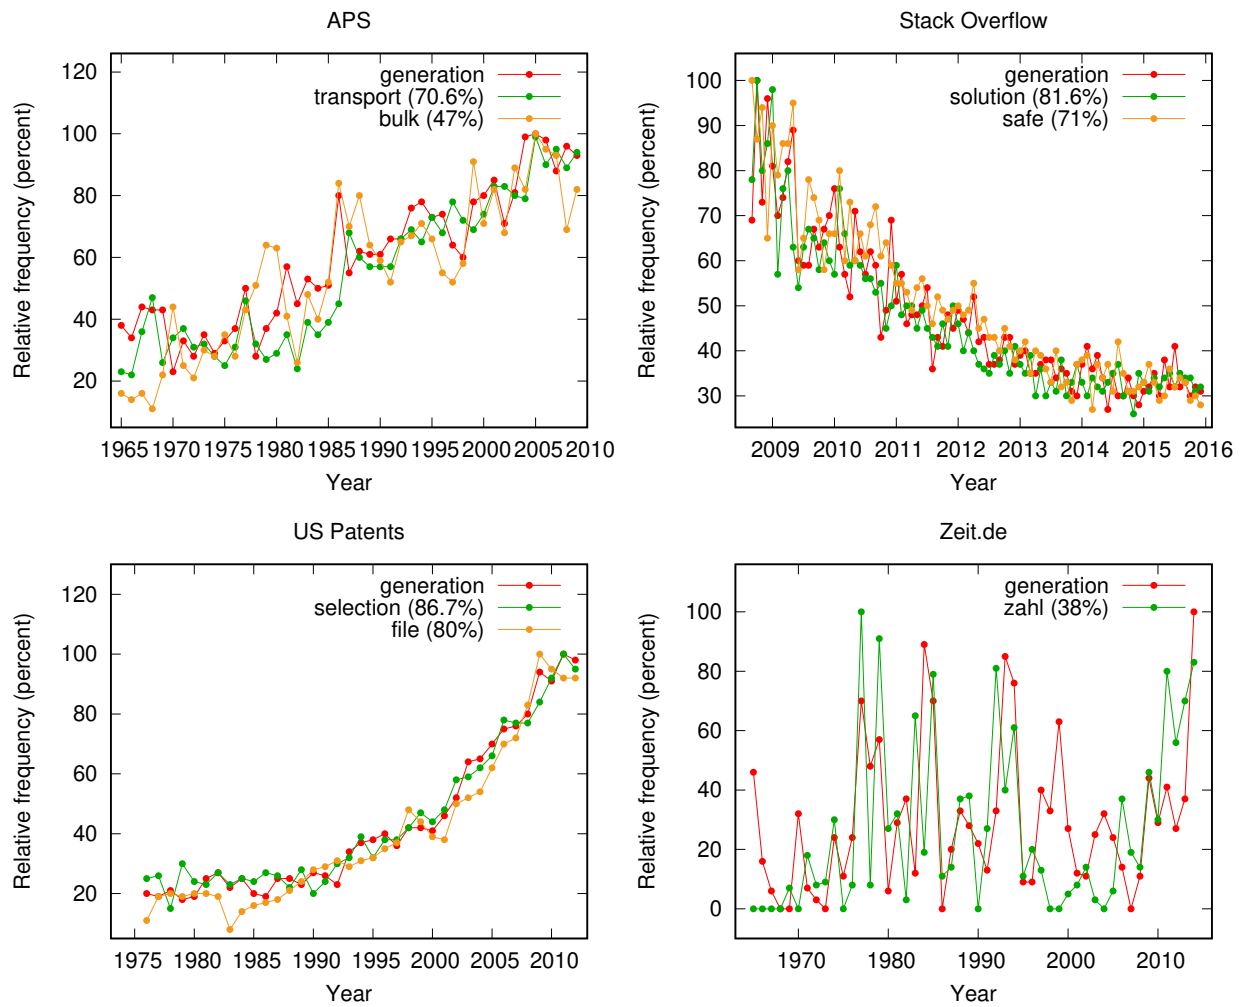 APS
Relative frequency (percent)
120
100
80
60
40
20
generation
transport (70.6%)
bulk (47%)
1965 1970 1975 1980 1985 1990 1995 2000 2005 2010
Year
Stack Overflow
Relative frequency (percent)
100
90
80
70
60
50
40
30
generation
solution (81.6%)
safe (71%)
2009 2010 2011 2012 2013 2014 2015 2016
Year
US Patents
Relative frequency (percent)
120
100
80
60
40
20
generation
selection (86.7%)
file (80%)
1975 1980 1985 1990 1995 2000 2005 2010
Year
Zeit.de
Relative frequency (percent)
100
80
60
40
20
0
generation
zahl (38%)
1970 1980 1990 2000 2010
Year